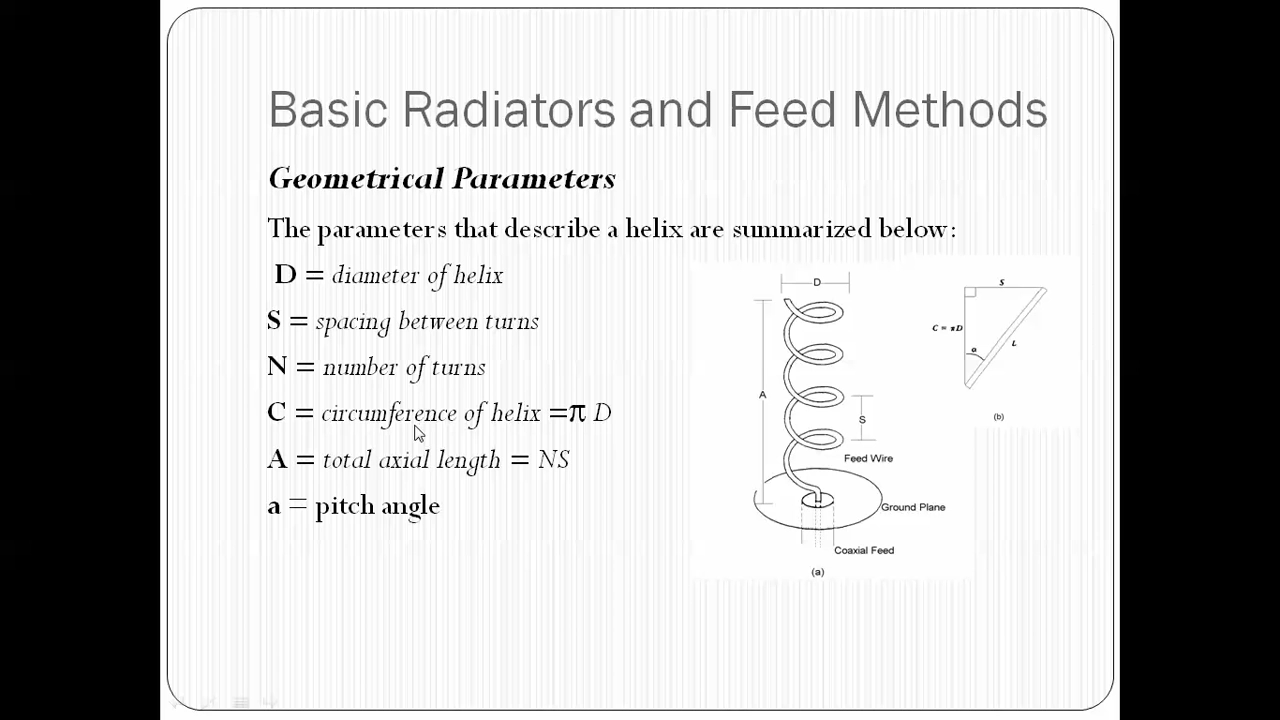 Basic Radiators and Feed Methods
Geometrical Parameters
The parameters that describe a helix are summarized below:
D = diameter of helix
S = spacing between turns
N = number of turns
C = circumference of helix =π D
A = total axial length = NS
a = pitch angle
D
A
S
Feed Wire
Ground Plane
Coaxial Feed
(a)
S
C = πD
α
L
(b)